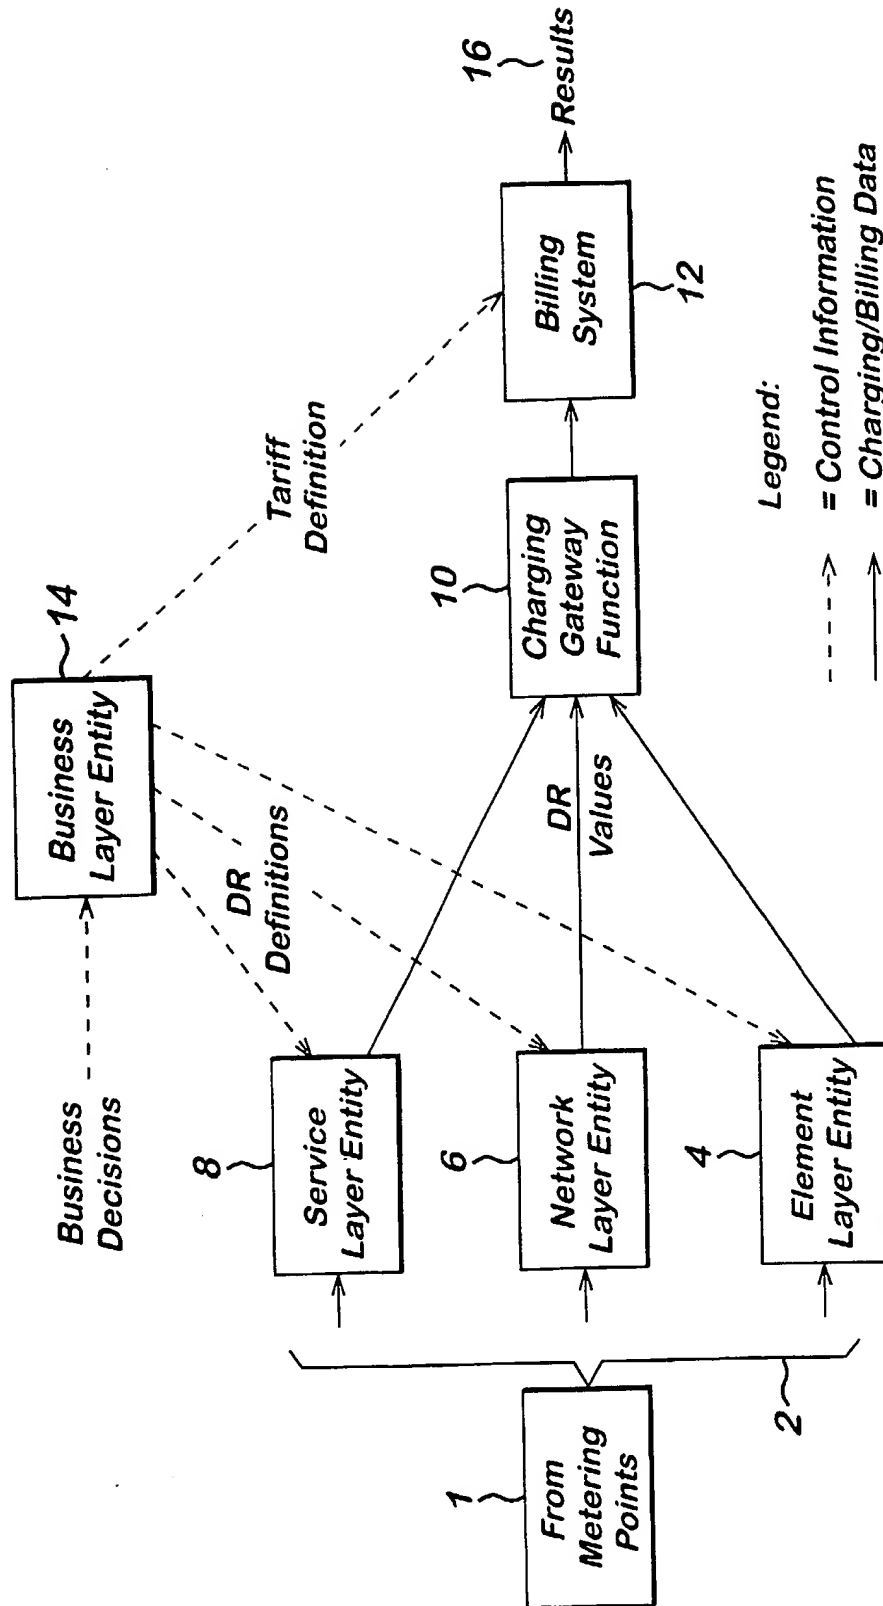 Business
Decisions
14
Business
Layer Entity
DR
Definitions
Tariff
Definition
8
Service
Layer Entity
1
From
Metering
Points
2
6
Network
Layer Entity
DR
Values
10
Charging
Gateway
Function
Billing
System
12
16
Results
4
Element
Layer Entity
Legend:
= Control Information
= Charging/Billing Data